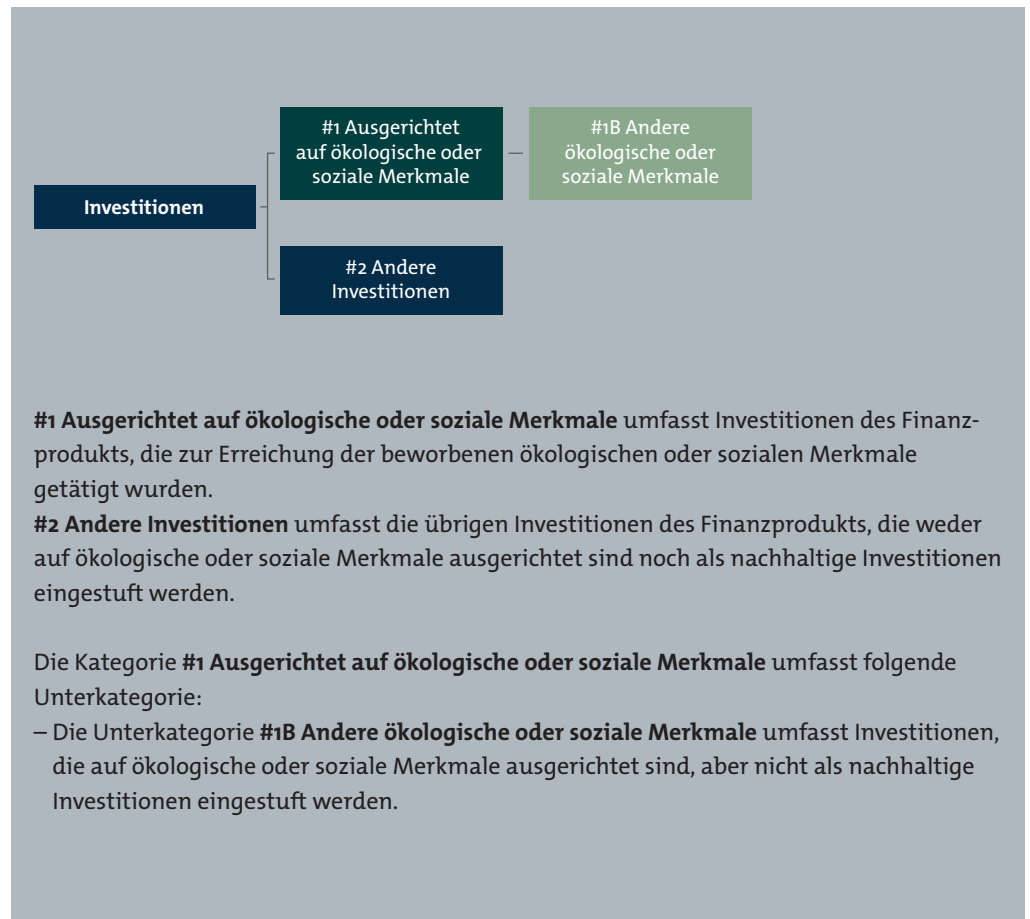 #1 Ausgerichtet
auf ökologische oder
soziale Merkmale
#1B Andere
ökologische oder
soziale Merkmale
Investitionen
#2 Andere
Investitionen
#1 Ausgerichtet auf ökologische oder soziale Merkmale umfasst Investitionen des Finanz-
produkts, die zur Erreichung der beworbenen ökologischen oder sozialen Merkmale
getätigt wurden.
#2 Andere Investitionen umfasst die übrigen Investitionen des Finanzprodukts, die weder
auf ökologische oder soziale Merkmale ausgerichtet sind noch als nachhaltige Investitionen
eingestuft werden.
Die Kategorie #1 Ausgerichtet auf ökologische oder soziale Merkmale umfasst folgende
Unterkategorie:
– Die Unterkategorie #1B Andere ökologische oder soziale Merkmale umfasst Investitionen,
die auf ökologische oder soziale Merkmale ausgerichtet sind, aber nicht als nachhaltige
Investitionen eingestuft werden.